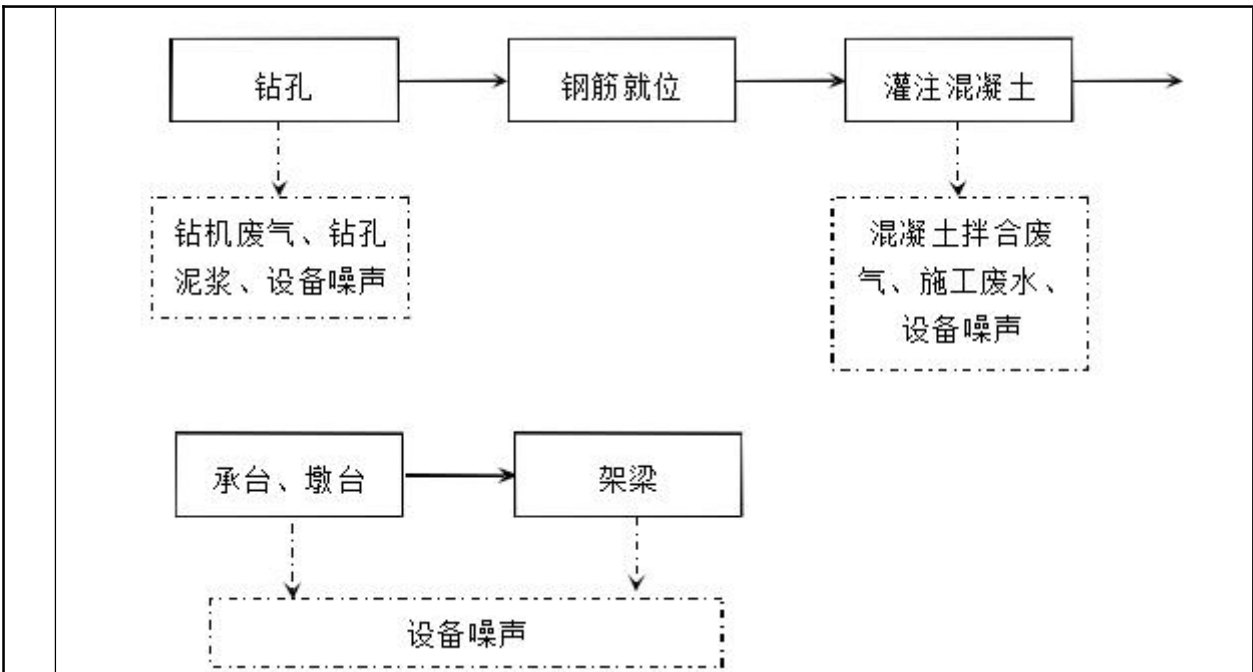 钻孔
钢筋就位
灌注混凝土
钻机废气、钻孔
泥浆、设备噪声
混凝土拌合废
气、施工废水、
设备噪声
承台、墩台
架梁
设备噪声